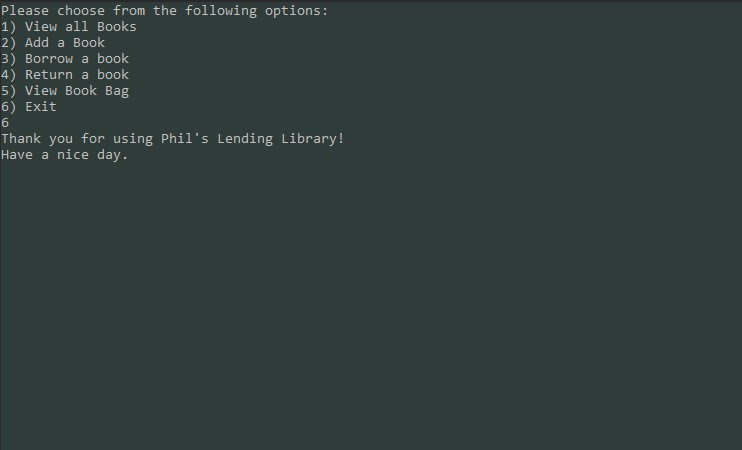 Please choose from the following options:
1) View all Books
2) Add a Book
3) Borrow a book
4) Return a book
5) View Book Bag
6) Exit
6
Thank you for using Phil's Lending Library!
Have a nice day.